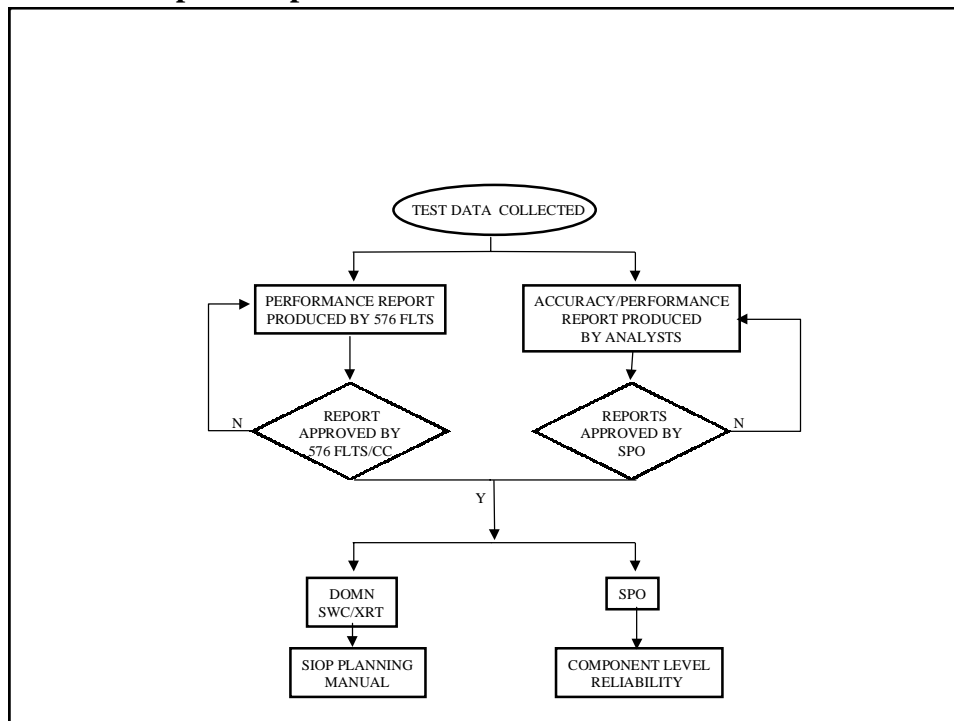 TEST DATA COLLECTED
PERFORMANCE REPORT
PRODUCED BY 576 FLTS
ACCURACY/PERFORMANCE
REPORT PRODUCED
BY ANALYSTS
N
REPORT
APPROVED BY
576 FLTS/CC
REPORTS
APPROVED BY
SPO
N
Y
DOMN
SWC/XRT
SPO
SIOP PLANNING
MANUAL
COMPONENT LEVEL
RELIABILITY